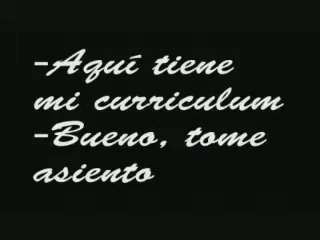 -Aquí tiene
mi curriculum
-Bueno, tome
asiento